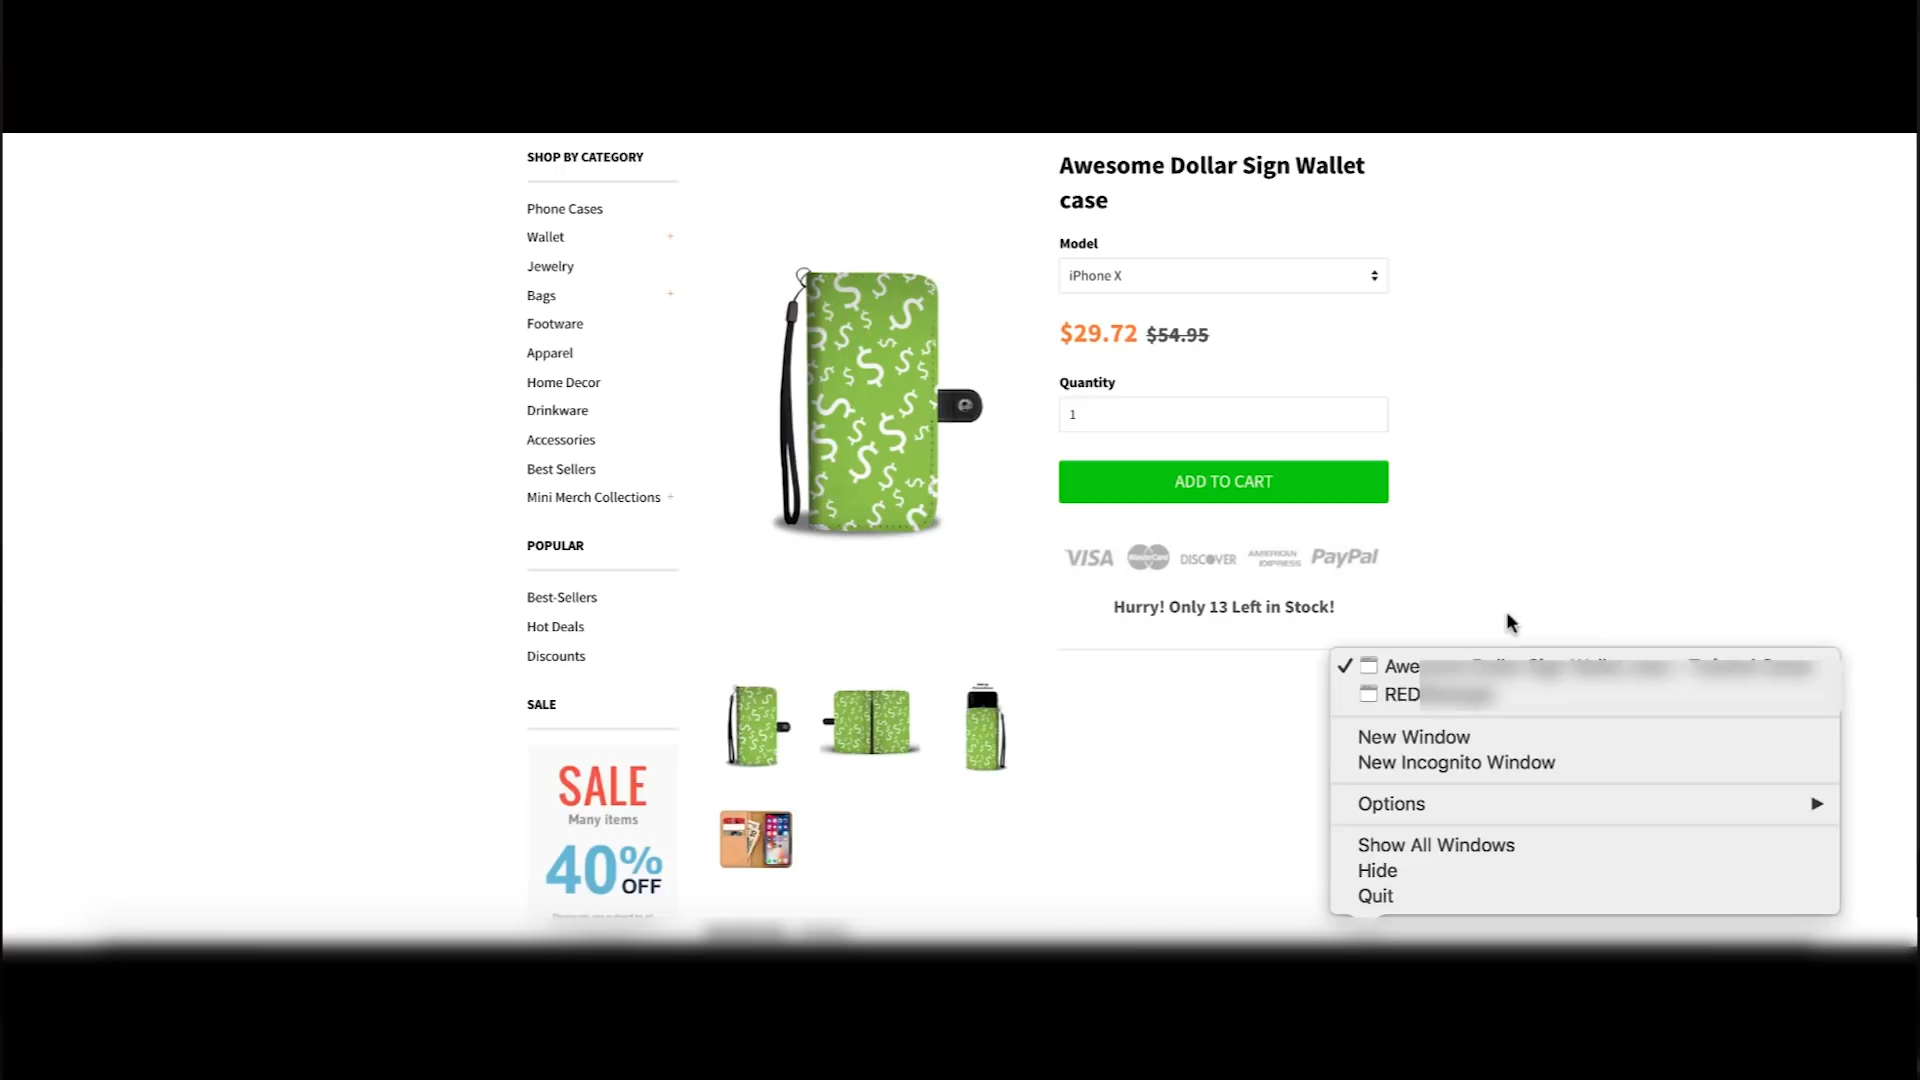 SHOP BY CATEGORY
Phone Cases
Wallet +
Jewelry
Bags +
Footware
Apparel
Home Decor
Drinkware
Accessories
Best Sellers
Mini Merch Collections +
POPULAR
Best-Sellers
Hot Deals
Discounts
SALE
SALE
Many items
40%
OFF
Awesome Dollar Sign Wallet
case
Model
iPhone X
$29.72 $54.95
Quantity
1
ADD TO CART
VISA MasterCard DISCOVER AMERICAN EXPRESS PayPal
Hurry! Only 13 Left in Stock!
Awe
RED
New Window
New Incognito Window
Options
Show All Windows
Hide
Quit